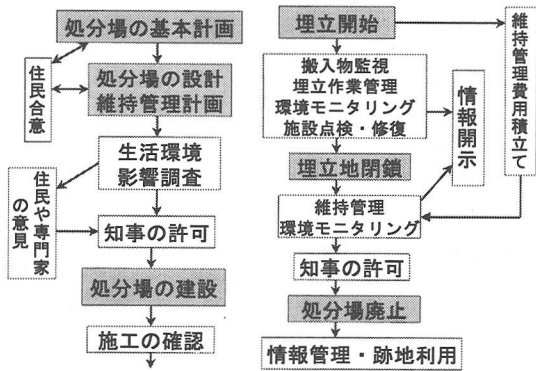 処分場の基本計画
住民合意
処分場の設計
維持管理計画
生活環境
影響調査
住民や専門家
の意見
知事の許可
処分場の建設
施工の確認
埋立開始
搬入物監視
埋立作業管理
環境モニタリング
施設点検・修復
情報開示
維持管理費用積立て
埋立地閉鎖
維持管理
環境モニタリング
知事の許可
処分場廃止
情報管理・跡地利用